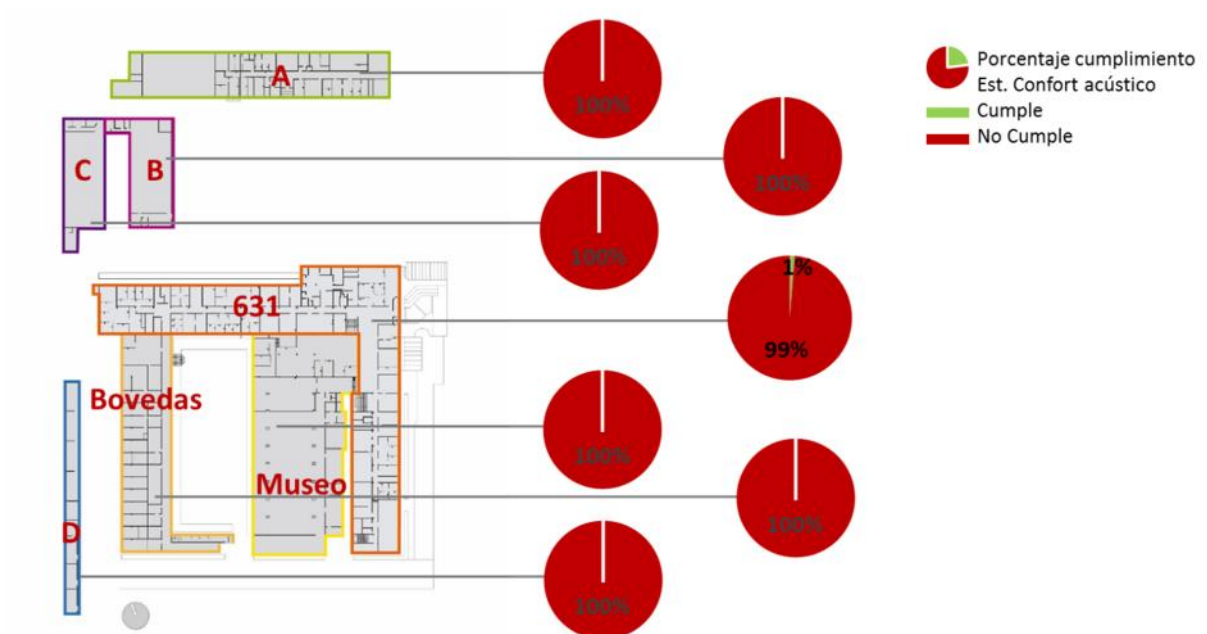 A
100%
Porcentaje cumplimiento
Est. Confort acústico
Cumple
No Cumple
C
B
100%
100%
631
1%
99%
Bovedas
100%
Museo
100%
D
100%